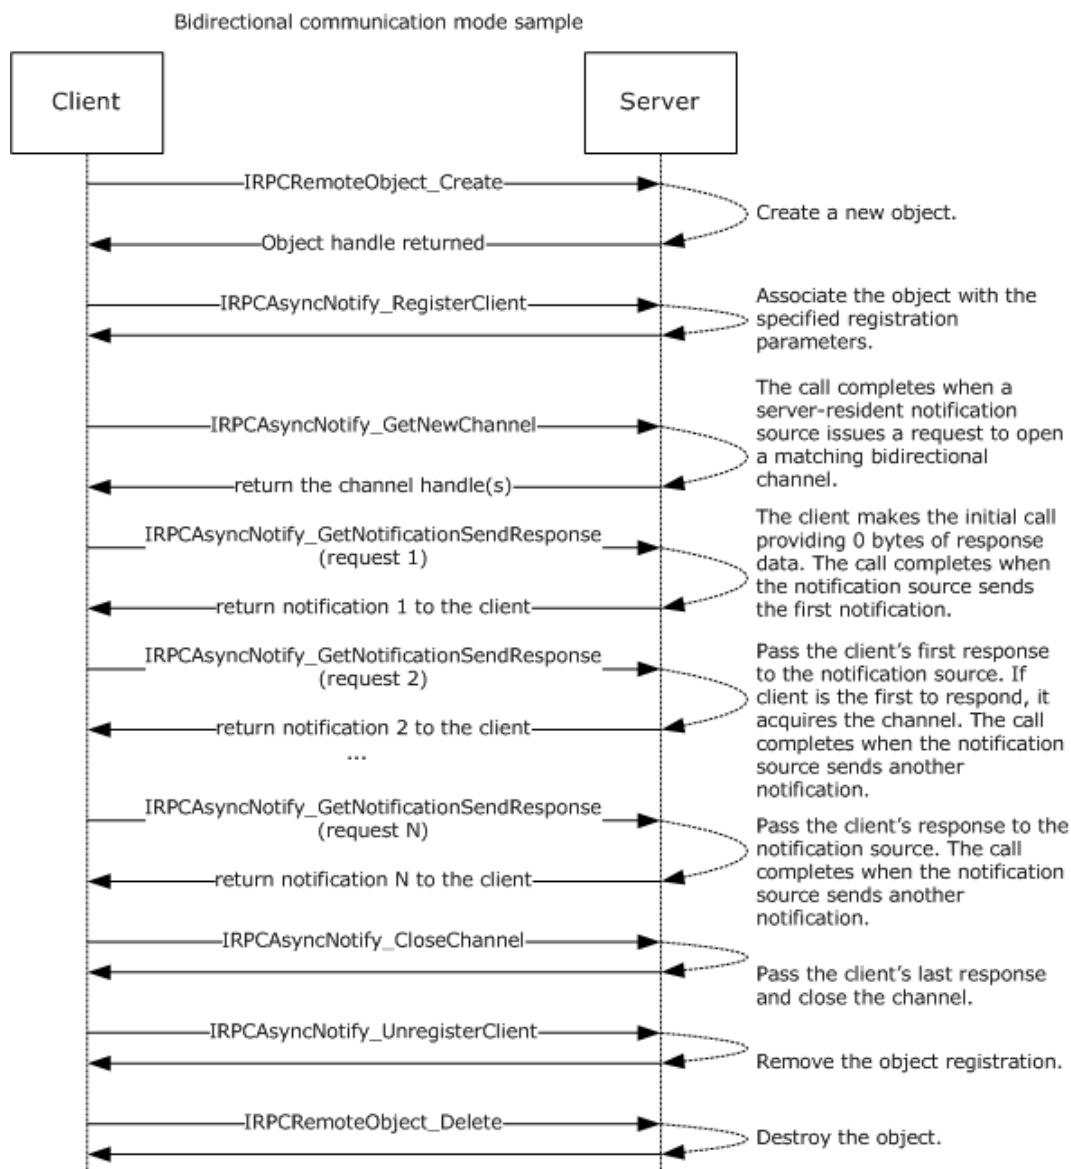 Bidirectional communication mode sample
Client
Server
IRPCRemoteObject_Create
Create a new object.
Object handle returned
IRPCAsyncNotify_RegisterClient
Associate the object with the
specified registration
parameters.
The call completes when a
server-resident notification
source issues a request to open
a matching bidirectional
channel.
IRPCAsyncNotify_GetNewChannel
return the channel handle(s)
The client makes the initial call
providing 0 bytes of response
data. The call completes when
the notification source sends
the first notification.
IRPCAsyncNotify_GetNotificationSendResponse
(request 1)
return notification 1 to the client
Pass the client's first response
to the notification source. If
client is the first to respond, it
acquires the channel. The call
completes when the notification
source sends another
notification.
IRPCAsyncNotify_GetNotificationSendResponse
(request 2)
return notification 2 to the client
...
IRPCAsyncNotify_GetNotificationSendResponse
(request N)
Pass the client's response to the
notification source. The call
completes when the notification
source sends another
notification.
return notification N to the client
IRPCAsyncNotify_CloseChannel
Pass the client's last response
and close the channel.
IRPCAsyncNotify_UnregisterClient
Remove the object registration.
IRPCRemoteObject_Delete
Destroy the object.